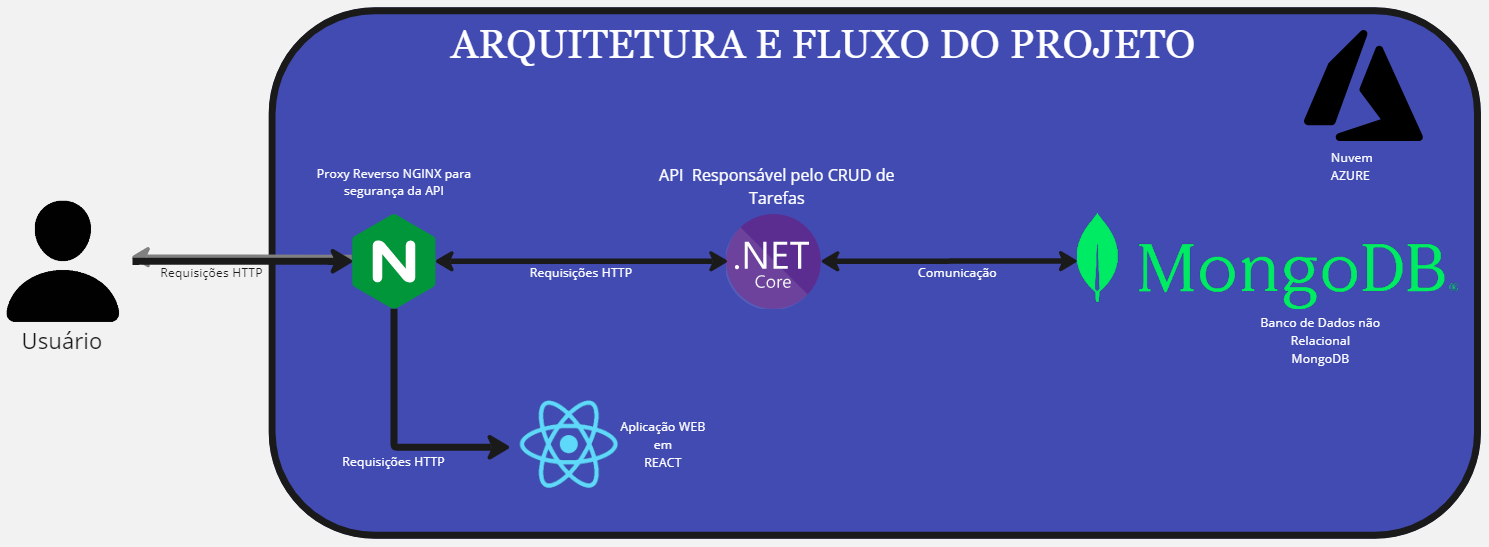 ARQUITETURA E FLUXO DO PROJETO
Nuvem
AZURE
Proxy Reverso NGINX para
segurança da API
API Responsável pelo CRUD de
Tarefas
N
.NET
Core
MongoDB
Requisições HTTP
Requisições HTTP
Comunicação
Usuário
Banco de Dados não
Relacional
MongoDB
Aplicação WEB
em
REACT
Requisições HTTP